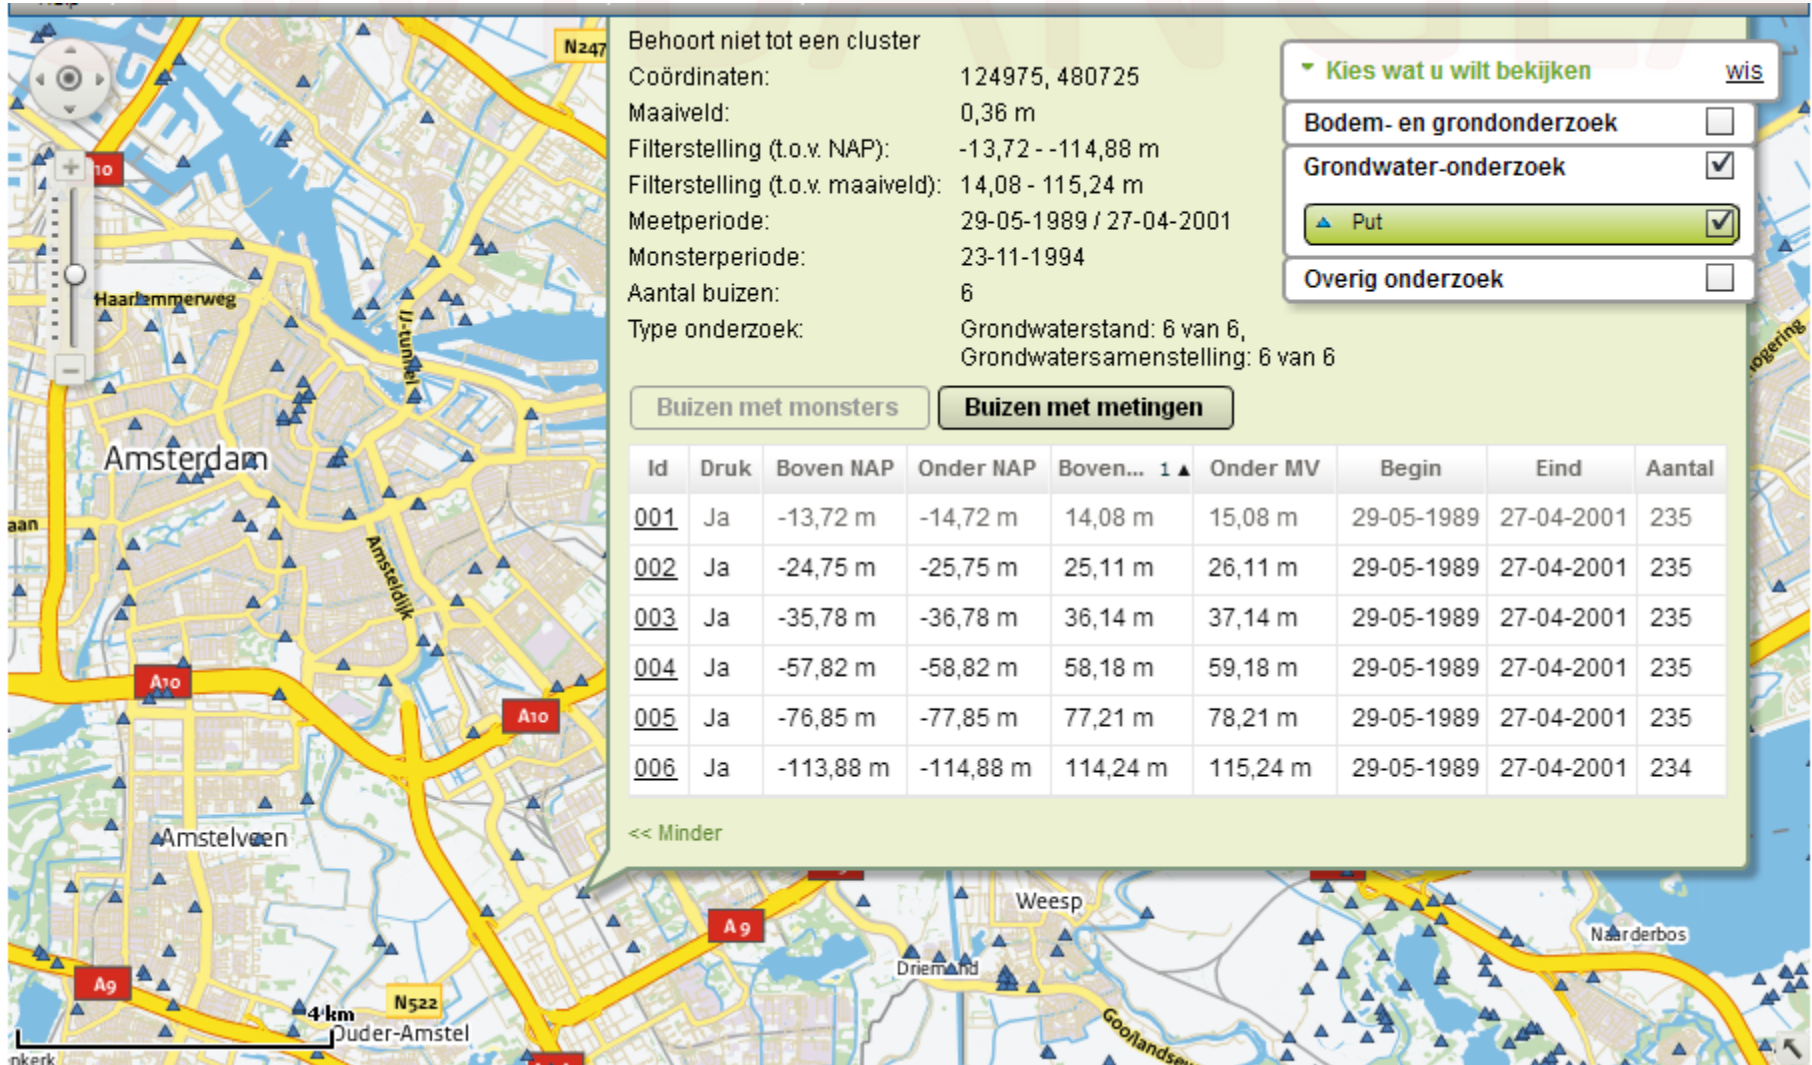 Behoort niet tot een cluster
Coördinaten: 124975, 480725
Maaiveld: 0,36 m
Filterstelling (t.o.v. NAP): -13,72 - -114,88 m
Filterstelling (t.o.v. maaiveld): 14,08 - 115,24 m
Meetperiode: 29-05-1989 / 27-04-2001
Monsterperiode: 23-11-1994
Aantal buizen: 6
Type onderzoek: Grondwaterstand: 6 van 6,
Grondwatersamenstelling: 6 van 6
Buizen met monsters Buizen met metingen
Id Druk Boven NAP Onder NAP Boven... 1 ▲ Onder MV Begin Eind Aantal
001 Ja -13,72 m -14,72 m 14,08 m 15,08 m 29-05-1989 27-04-2001 235
002 Ja -24,75 m -25,75 m 25,11 m 26,11 m 29-05-1989 27-04-2001 235
003 Ja -35,78 m -36,78 m 36,14 m 37,14 m 29-05-1989 27-04-2001 235
004 Ja -57,82 m -58,82 m 58,18 m 59,18 m 29-05-1989 27-04-2001 235
005 Ja -76,85 m -77,85 m 77,21 m 78,21 m 29-05-1989 27-04-2001 235
006 Ja -113,88 m -114,88 m 114,24 m 115,24 m 29-05-1989 27-04-2001 234
<< Minder
Kies wat u wilt bekijken wis
Bodem- en grondonderzoek
Grondwater-onderzoek
Put
Overig onderzoek
N247
10
Haarlemmerweg
IJ-tunnel
Amsterdam
Amsteldijk
A10
A10
Amstelveen
A9
Weesp
Naarderbos
Driemond
A9
N522
4 km
Ouder-Amstel